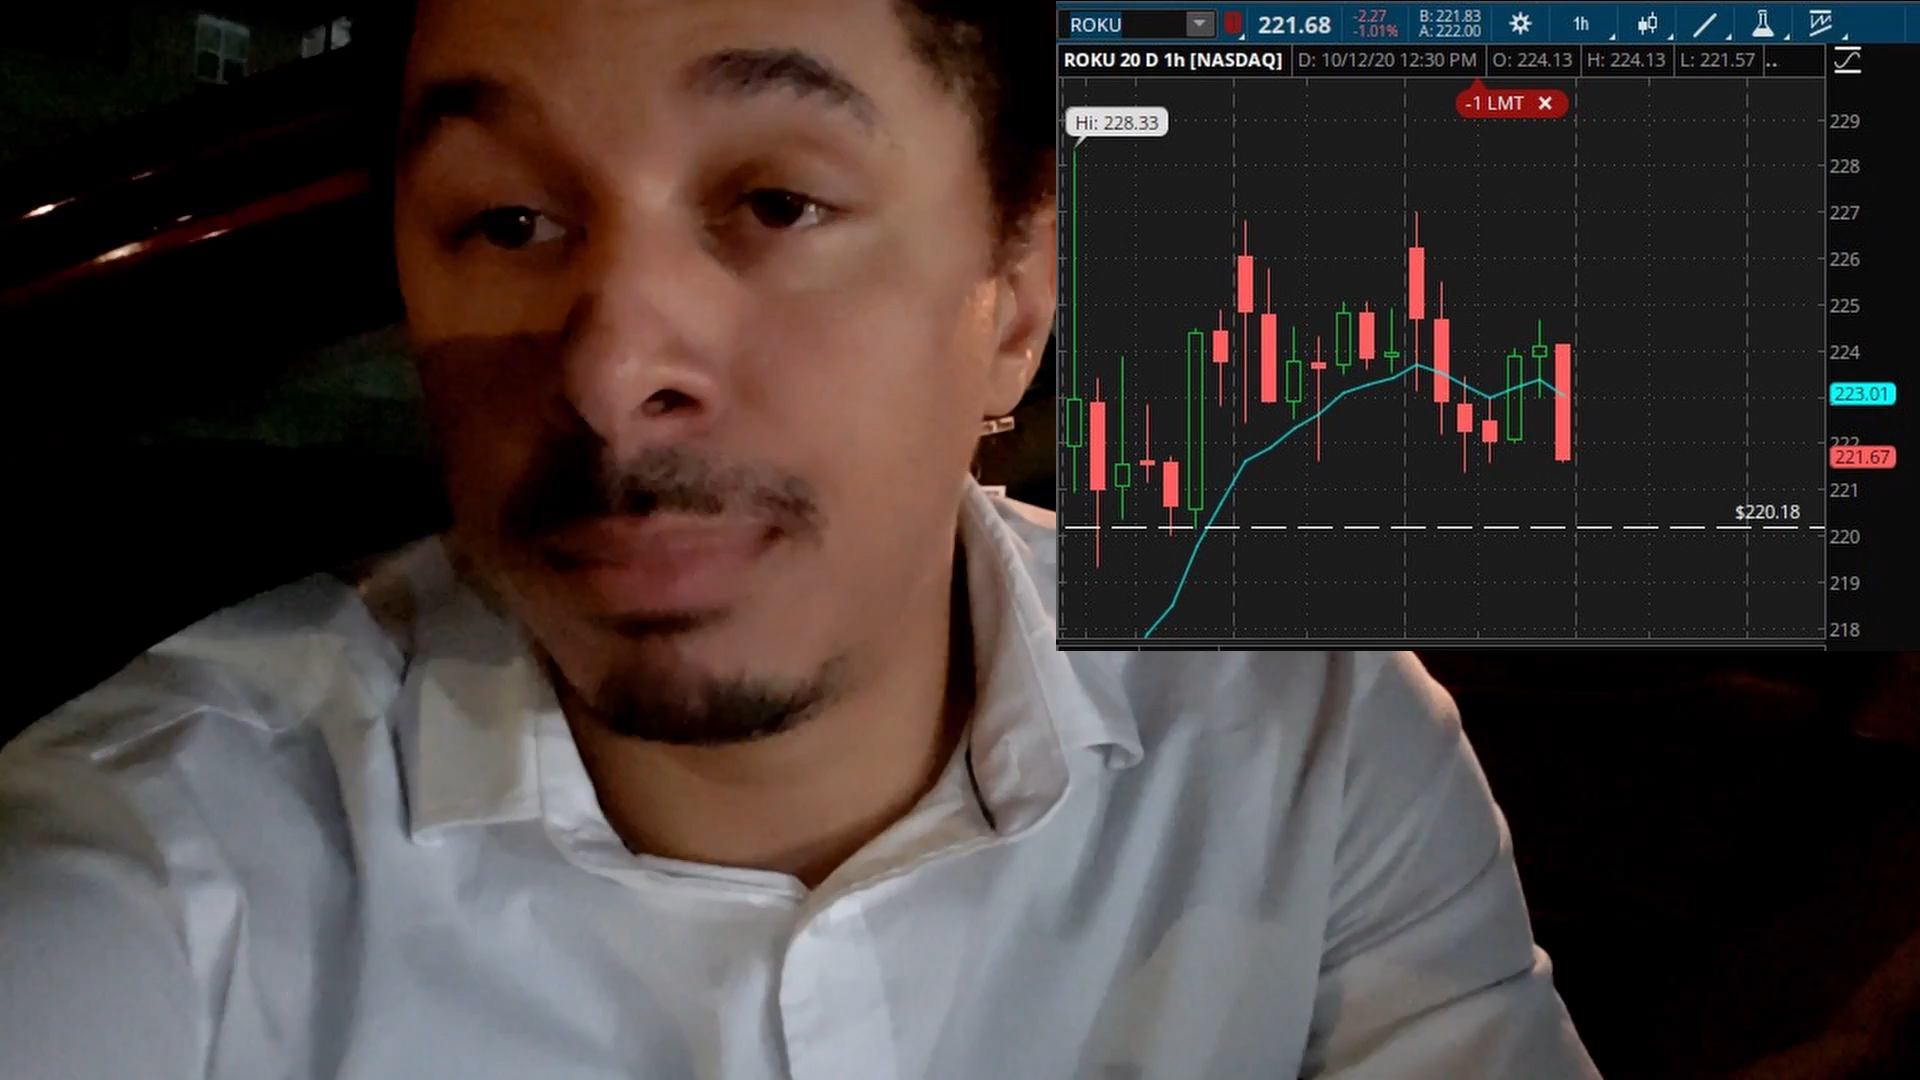 ROKU
221.68
-2.27
-1.01%
B: 221.83
A: 222.00
1h
ROKU 20 D 1h [NASDAQ]
D: 10/12/20 12:30 PM
O: 224.13
H: 224.13
L: 221.57
..
-1 LMT ×
Hi: 228.33
229
228
227
226
225
224
223.01
222
221.67
221
$220.18
220
219
218